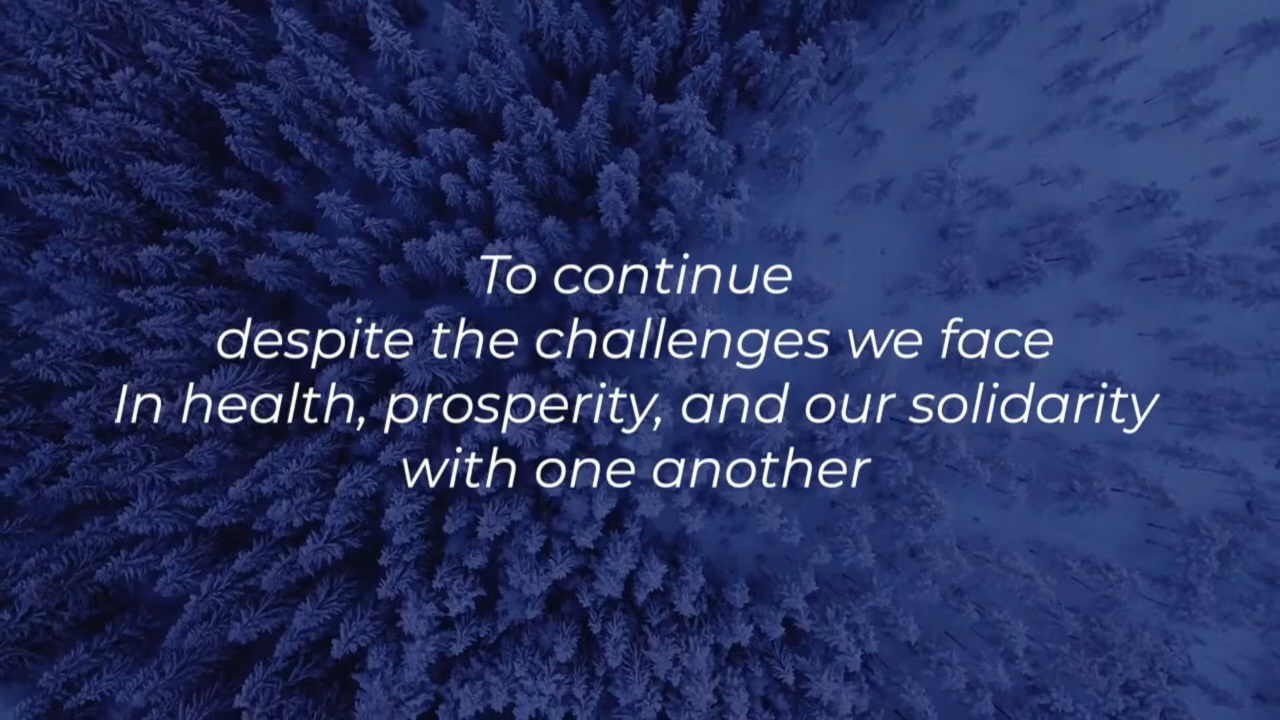 To continue
despite the challenges we face
In health, prosperity, and our solidarity
with one another